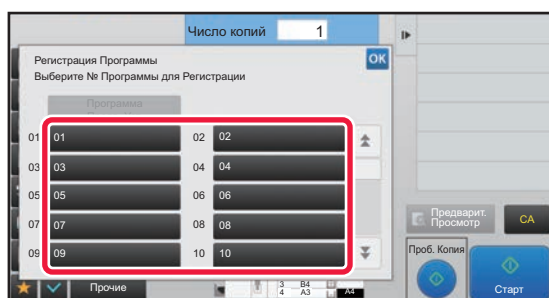 Число копий 1
Регистрация Программы
OK
Выберите № Программы для Регистрации
Программа
01 01 02 02
03 03 04 04
05 05 06 06
07 07 08 08
09 09 10 10
Предварит.
Просмотр
CA
Проб. Копия
Старт
Прочие
3 B4
4 A3
A4